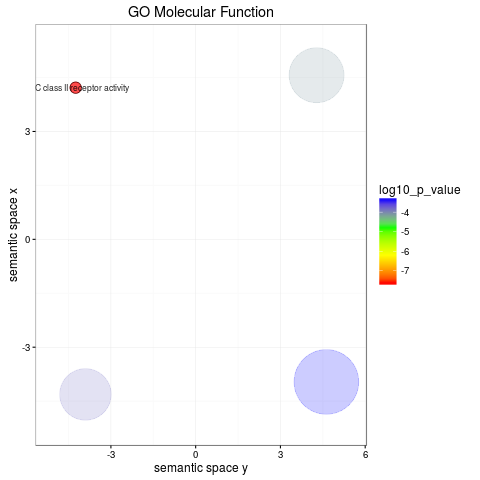 GO Molecular Function
C class II receptor activity
semantic space x
3
0
-3
-3
0
3
6
semantic space y
log10_p_value
-4
-5
-6
-7